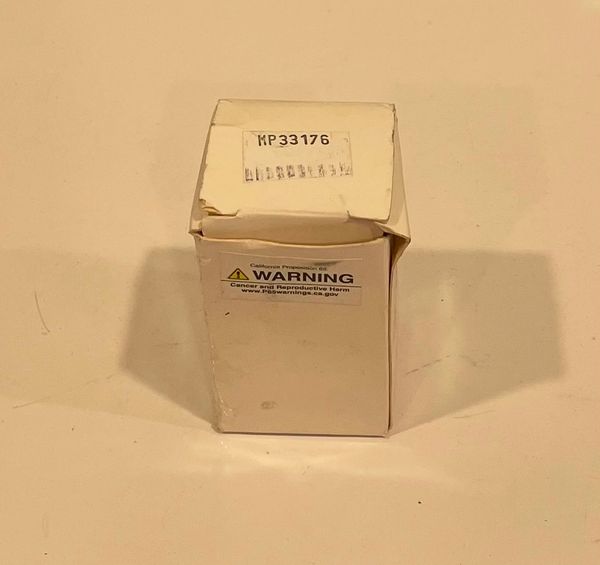 MP33176
California Proposition 65
WARNING
Cancer and Reproductive Harm
www.P65warnings.ca.gov